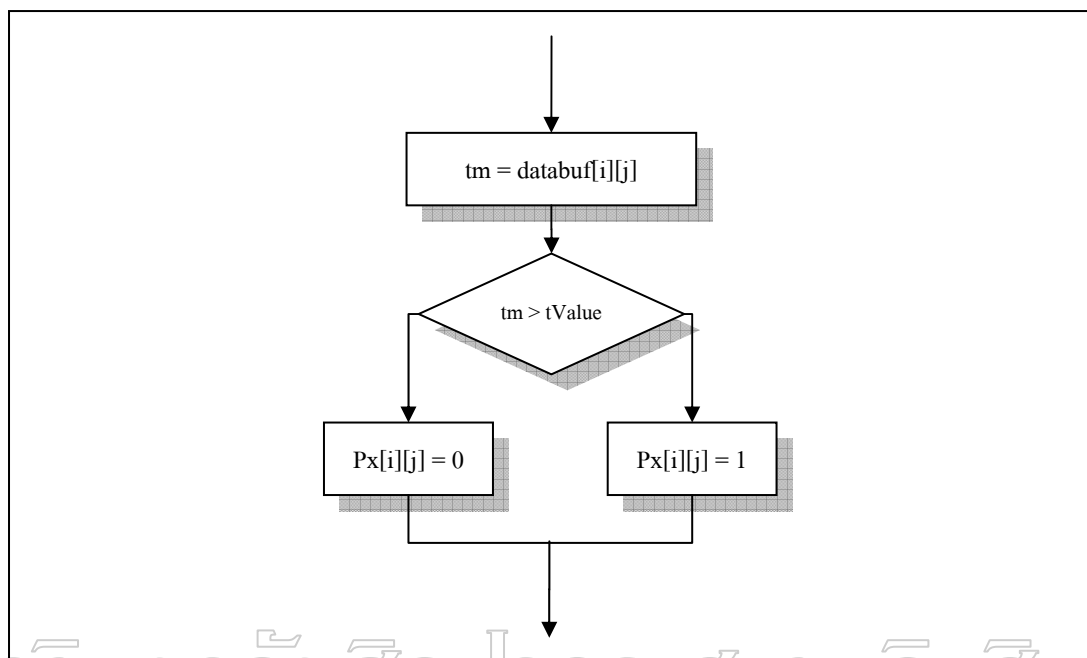 tm = databuf[i][j]
tm > tValue
Px[i][j] = 0
Px[i][j] = 1